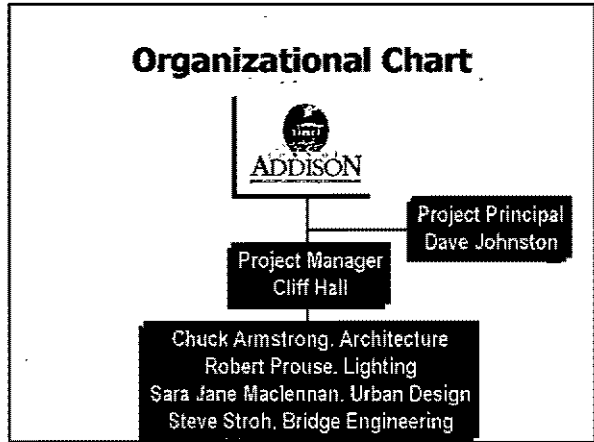 Organizational Chart
ADDISON
Project Principal
Dave Johnston
Project Manager
Cliff Hall
Chuck Armstrong, Architecture
Robert Prouse, Lighting
Sara Jane Maclennan, Urban Design
Steve Stroh, Bridge Engineering